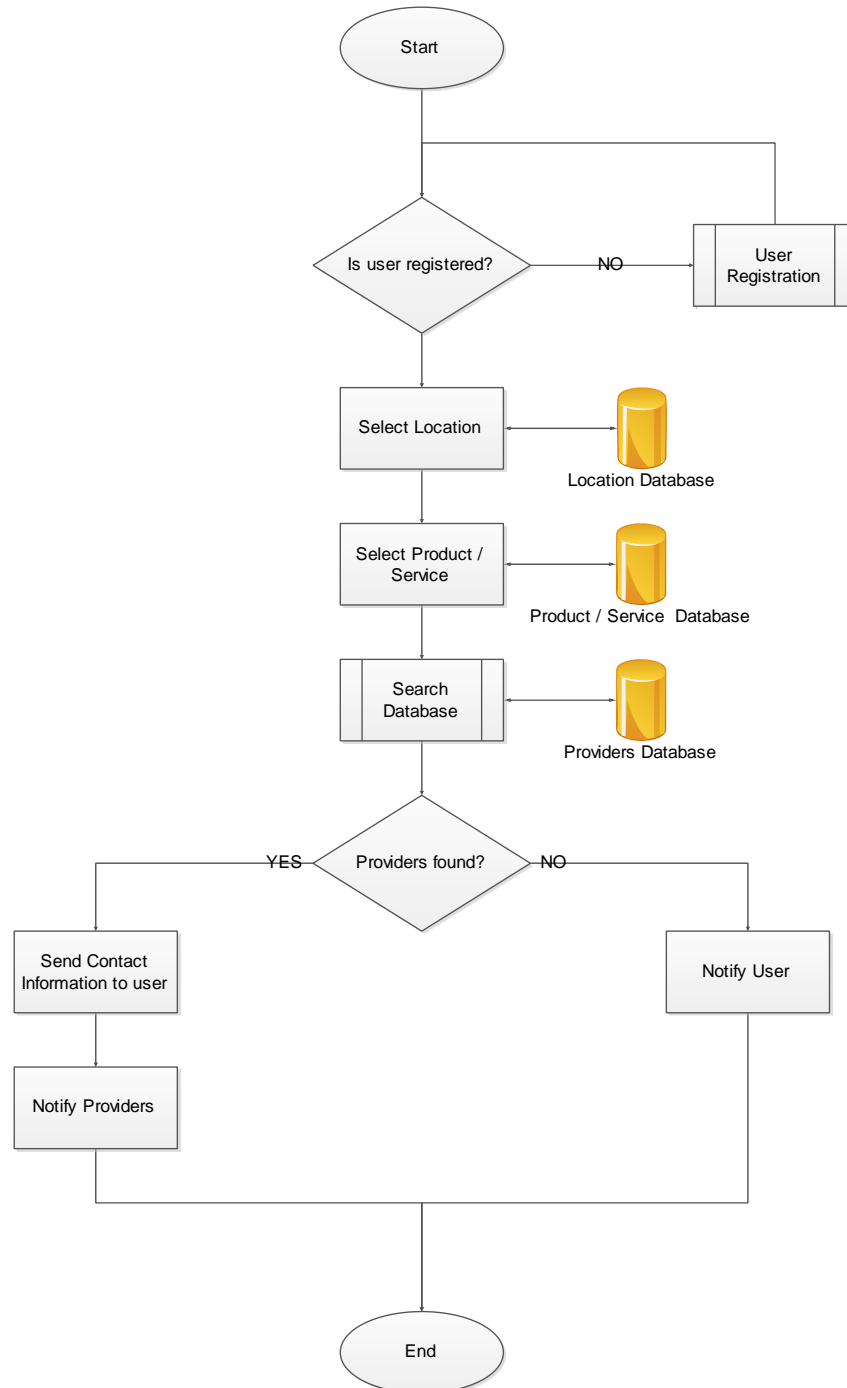 Start
Is user registered?
NO
User
Registration
Select Location
Location Database
Select Product /
Service
Product / Service  Database
Search
Database
Providers Database
YES
Providers found?
NO
Send Contact
Information to user
Notify User
Notify Providers
End